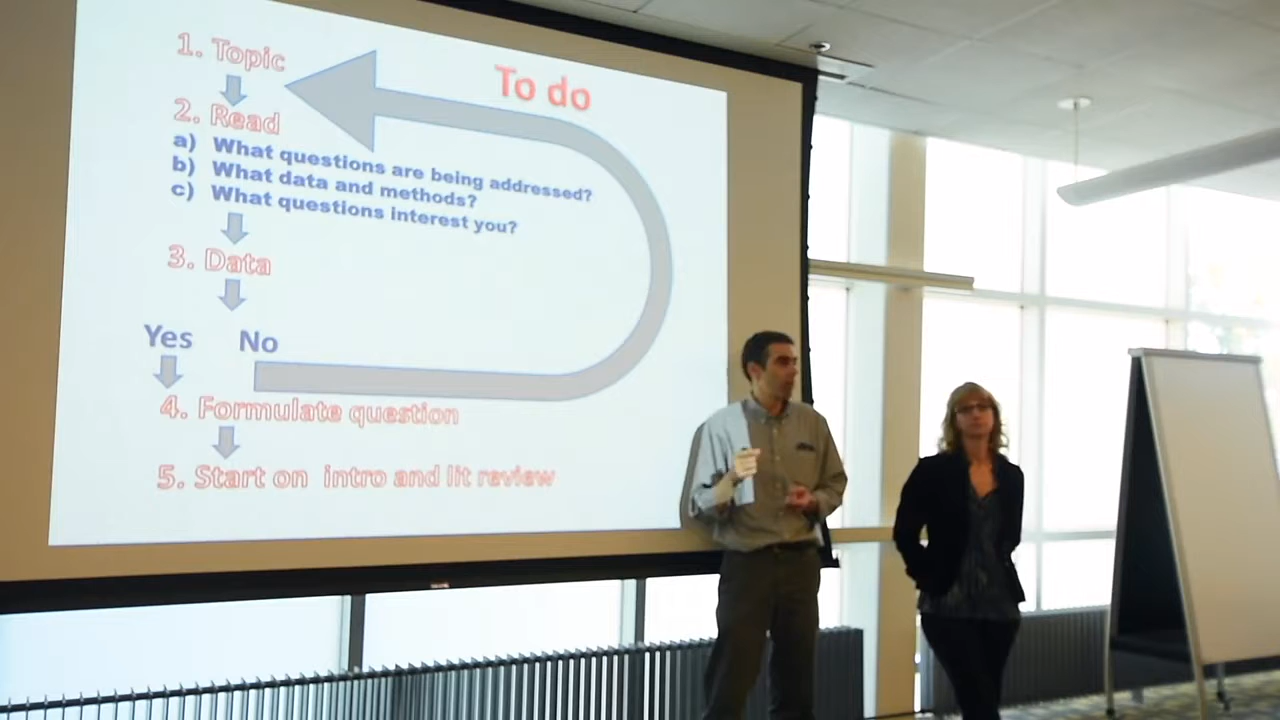 To do
1. Topic
2. Read
a) What questions are being addressed?
b) What data and methods?
c) What questions interest you?
3. Data
Yes No
4. Formulate question
5. Start on intro and lit review